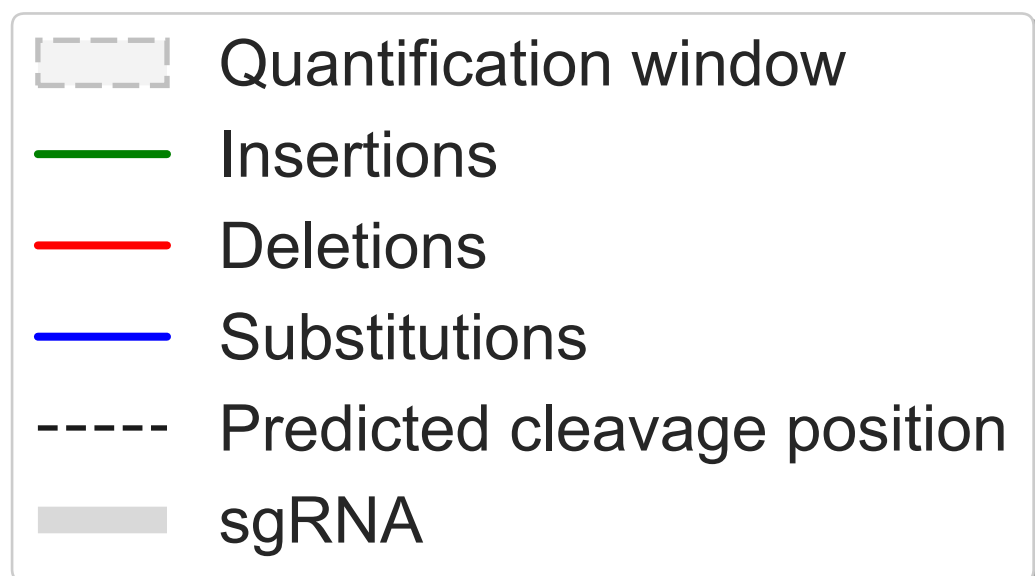 Quantification window
Insertions
Deletions
Substitutions
Predicted cleavage position
sgRNA